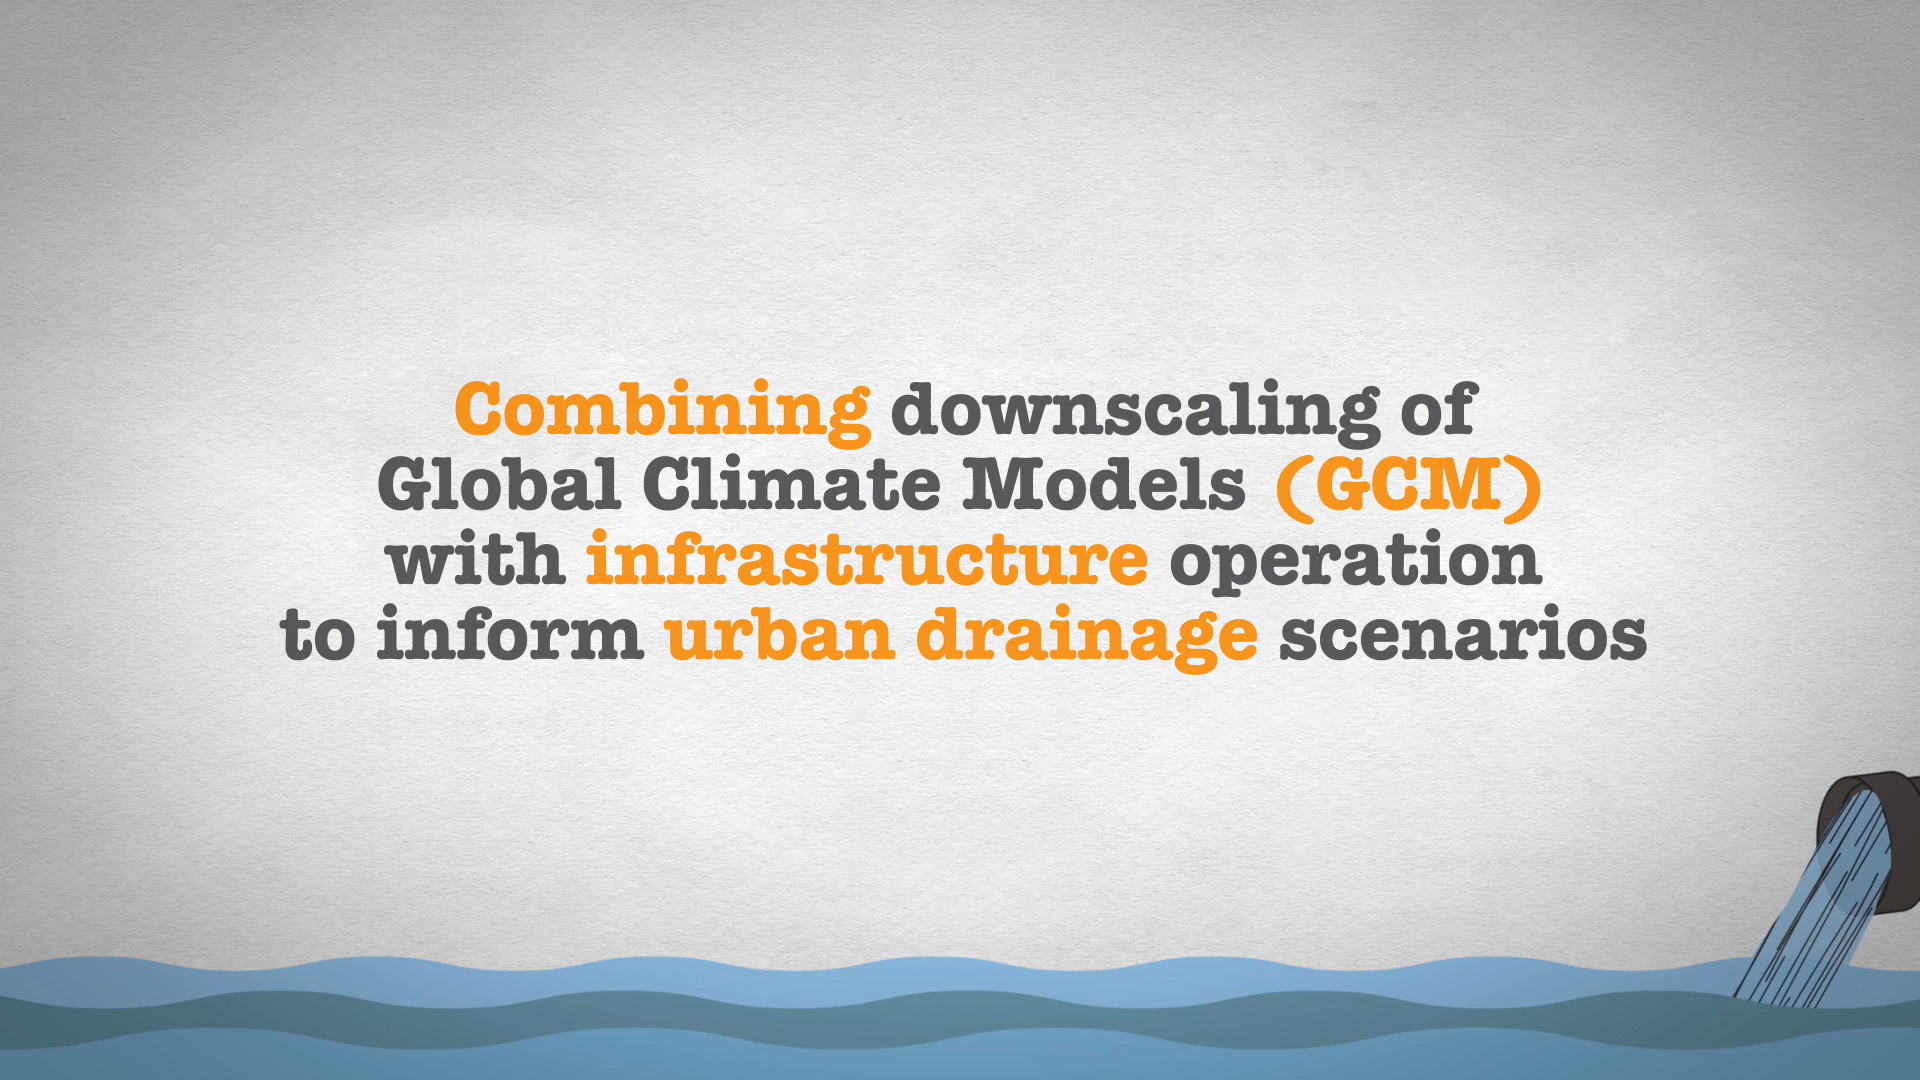 Combining downscaling of
Global Climate Models (GCM)
with infrastructure operation
to inform urban drainage scenarios